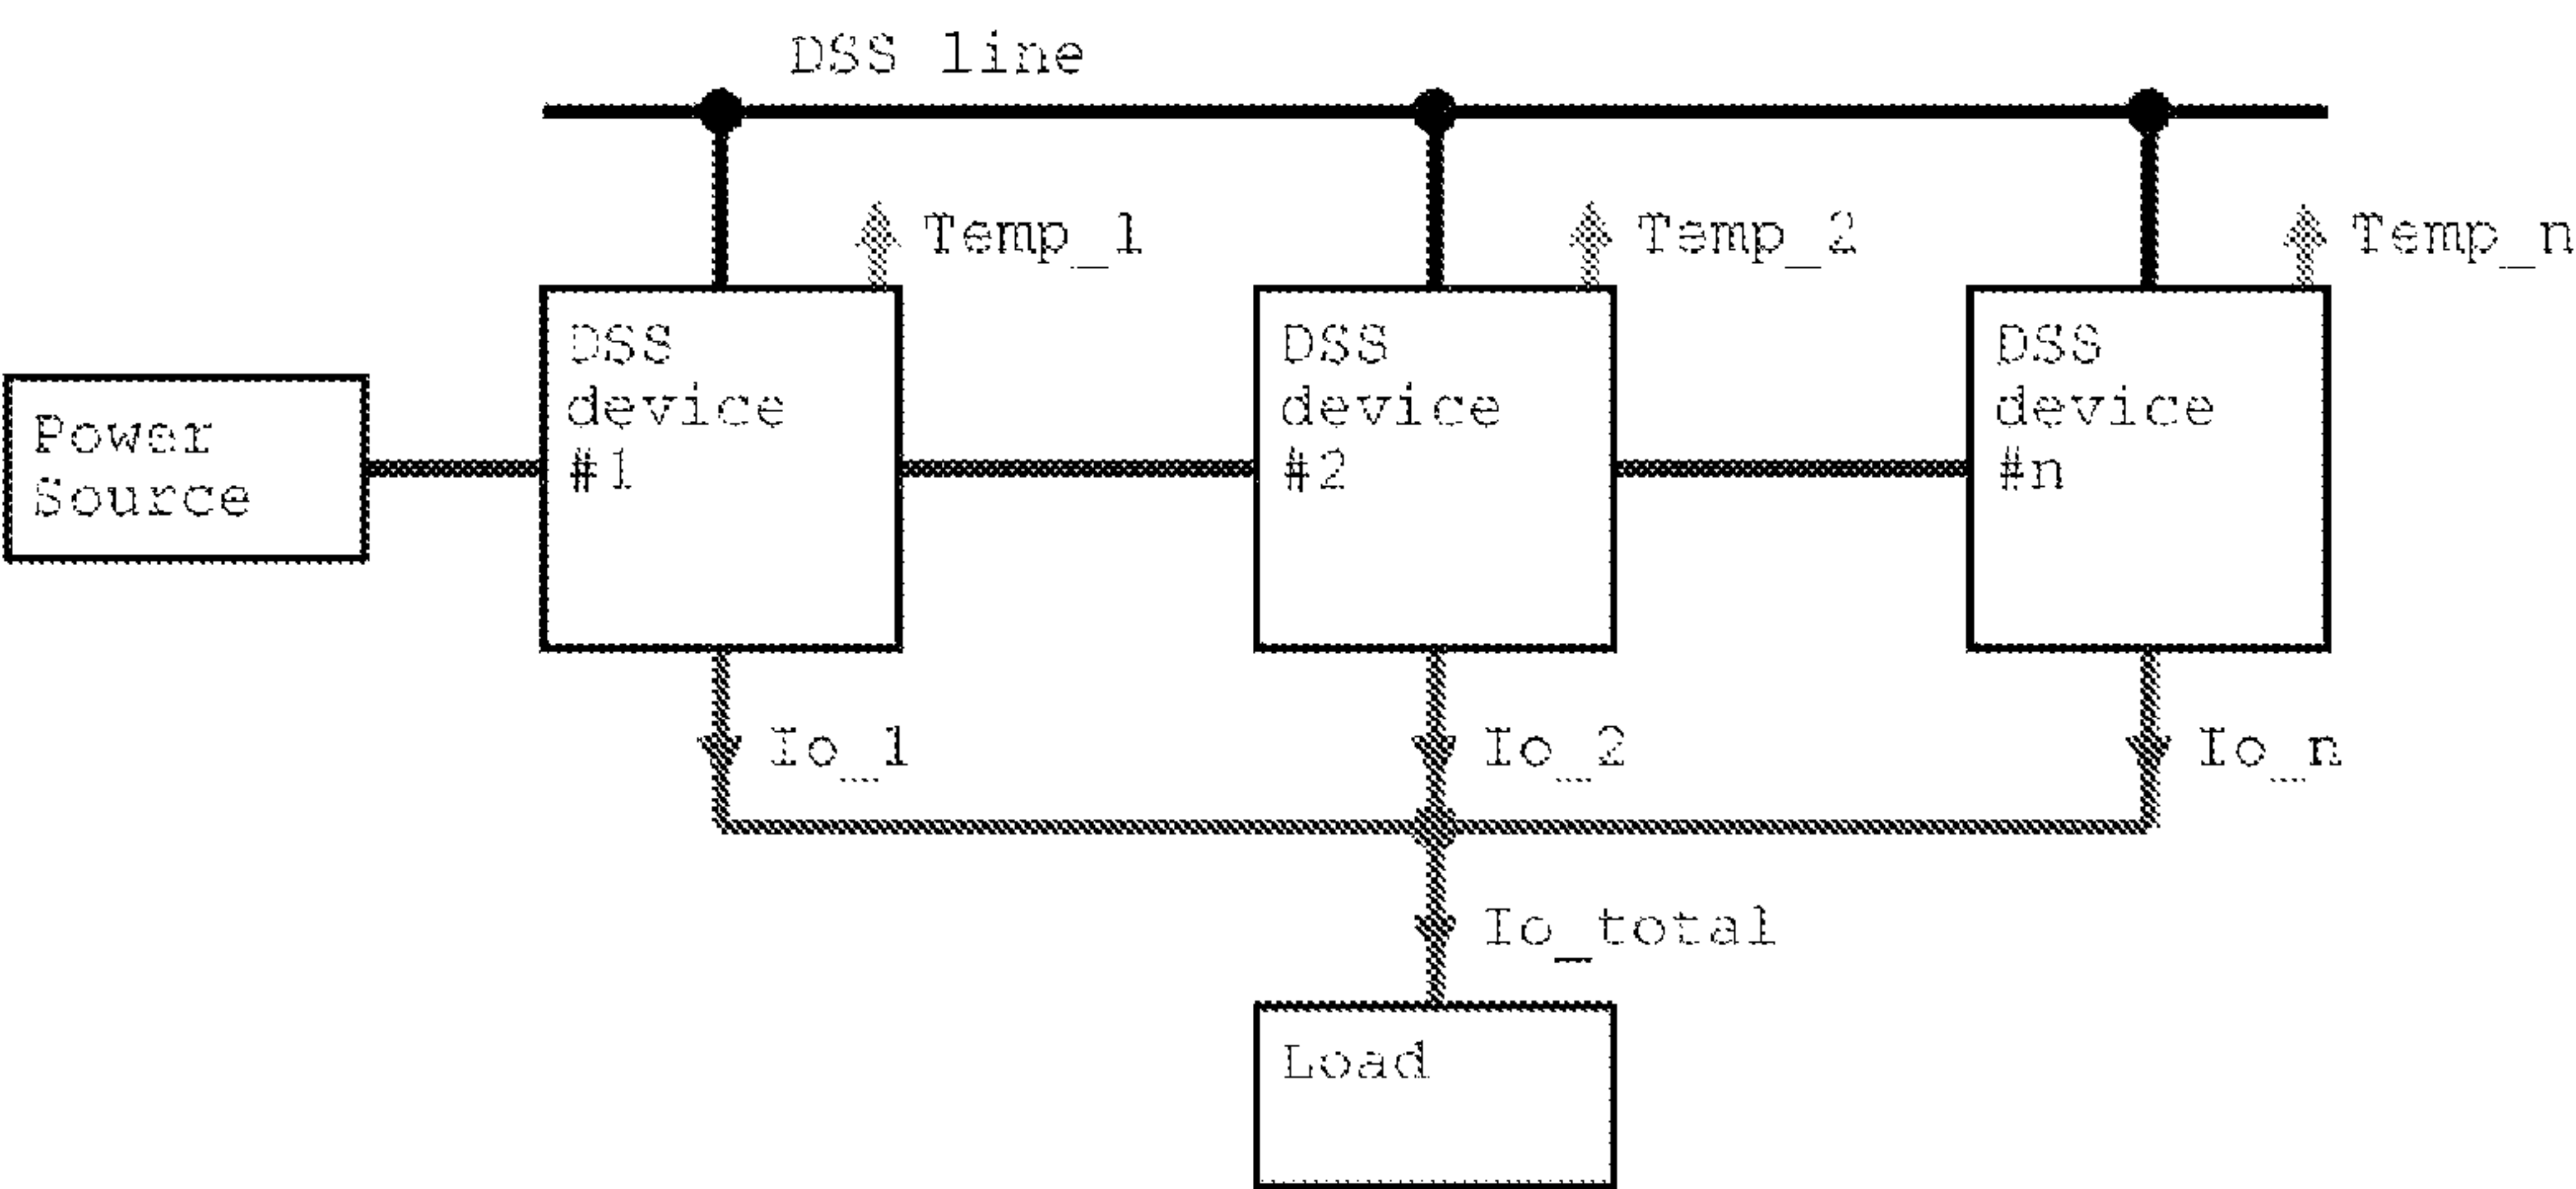 DSS line
Temp_1
Temp_2
Temp_n
DSS
device
#1
DSS
device
#2
DSS
device
#n
Power
Source
Io_1
Io_2
Io_n
Io_total
Load